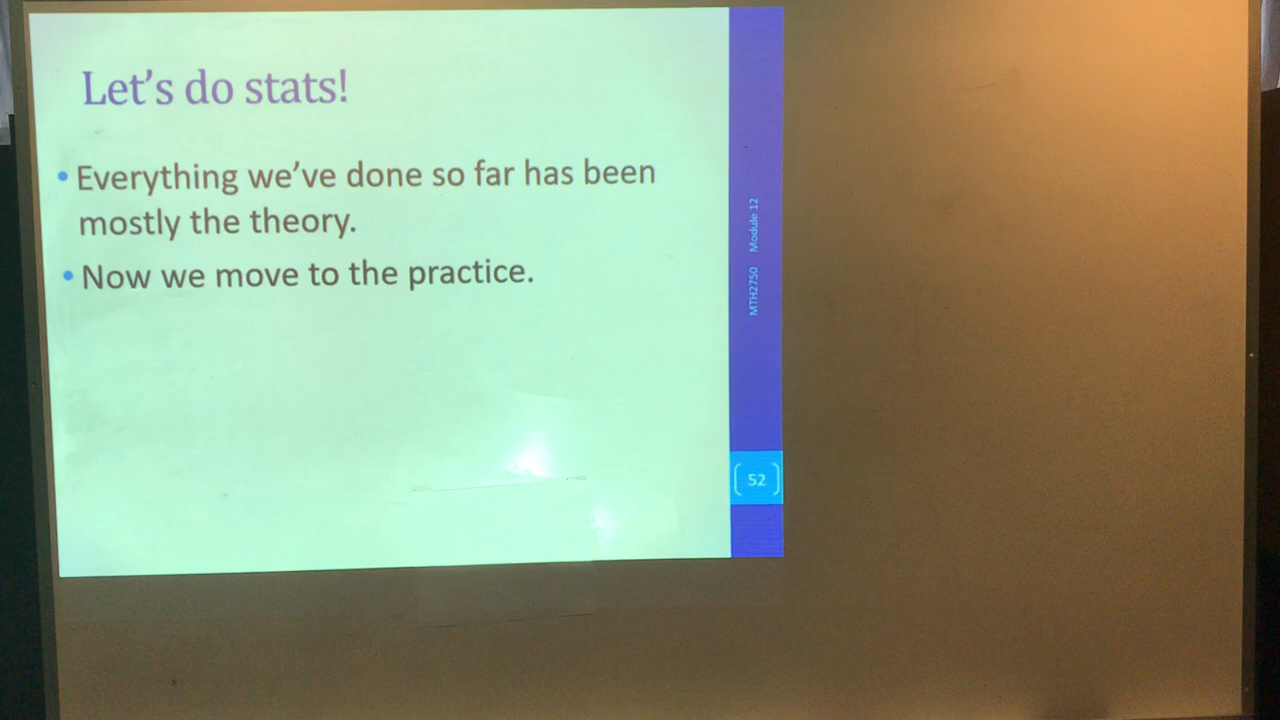 Let's do stats!
• Everything we've done so far has been
mostly the theory.
• Now we move to the practice.
MTH2750 Module 12
52